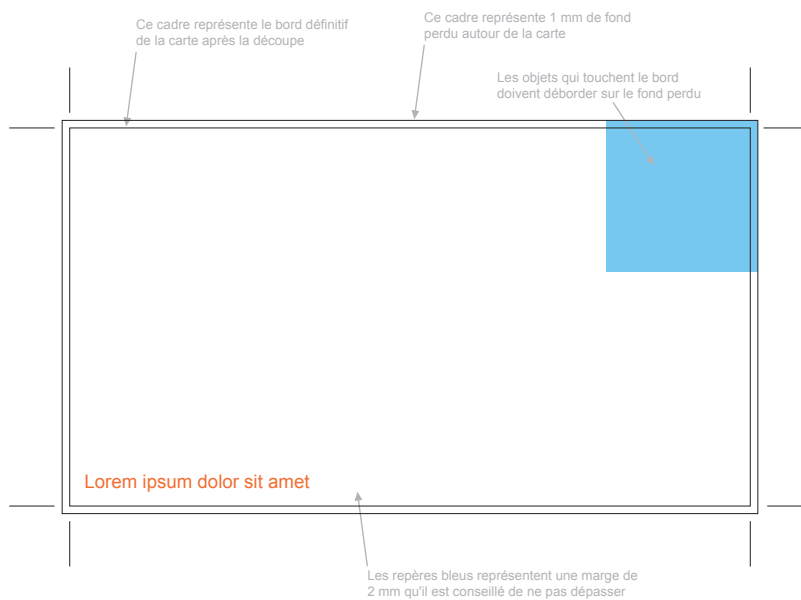 Ce cadre représente le bord définitif
de la carte après la découpe
Ce cadre représente 1 mm de fond
perdu autour de la carte
Les objets qui touchent le bord
doivent déborder sur le fond perdu
Lorem ipsum dolor sit amet
Les repères bleus représentent une marge de
2 mm qu'il est conseillé de ne pas dépasser